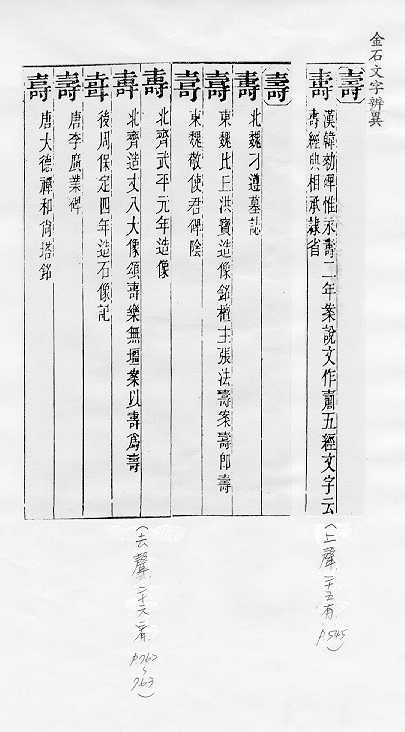 金石文字辨異
壽
壽 漢韓勑碑惟永壽二年案說文作𠷎五經文字云
壽經典相承隸省
(上聲 二十五有 p.545)
壽
壽 北魏刁遵墓誌
壽 東魏比丘洪寶造像銘檀主張法壽案壽即壽
壽 東魏敬使君碑陰
壽 北齊武平元年造像
壽 北齊造丈八大像頌壽樂無壃案以壽爲壽
壽 後周保定四年造石像記
壽 唐李廣業碑
壽 唐大德禪和尚塔銘
(去聲 二十六宥 p.762~763)